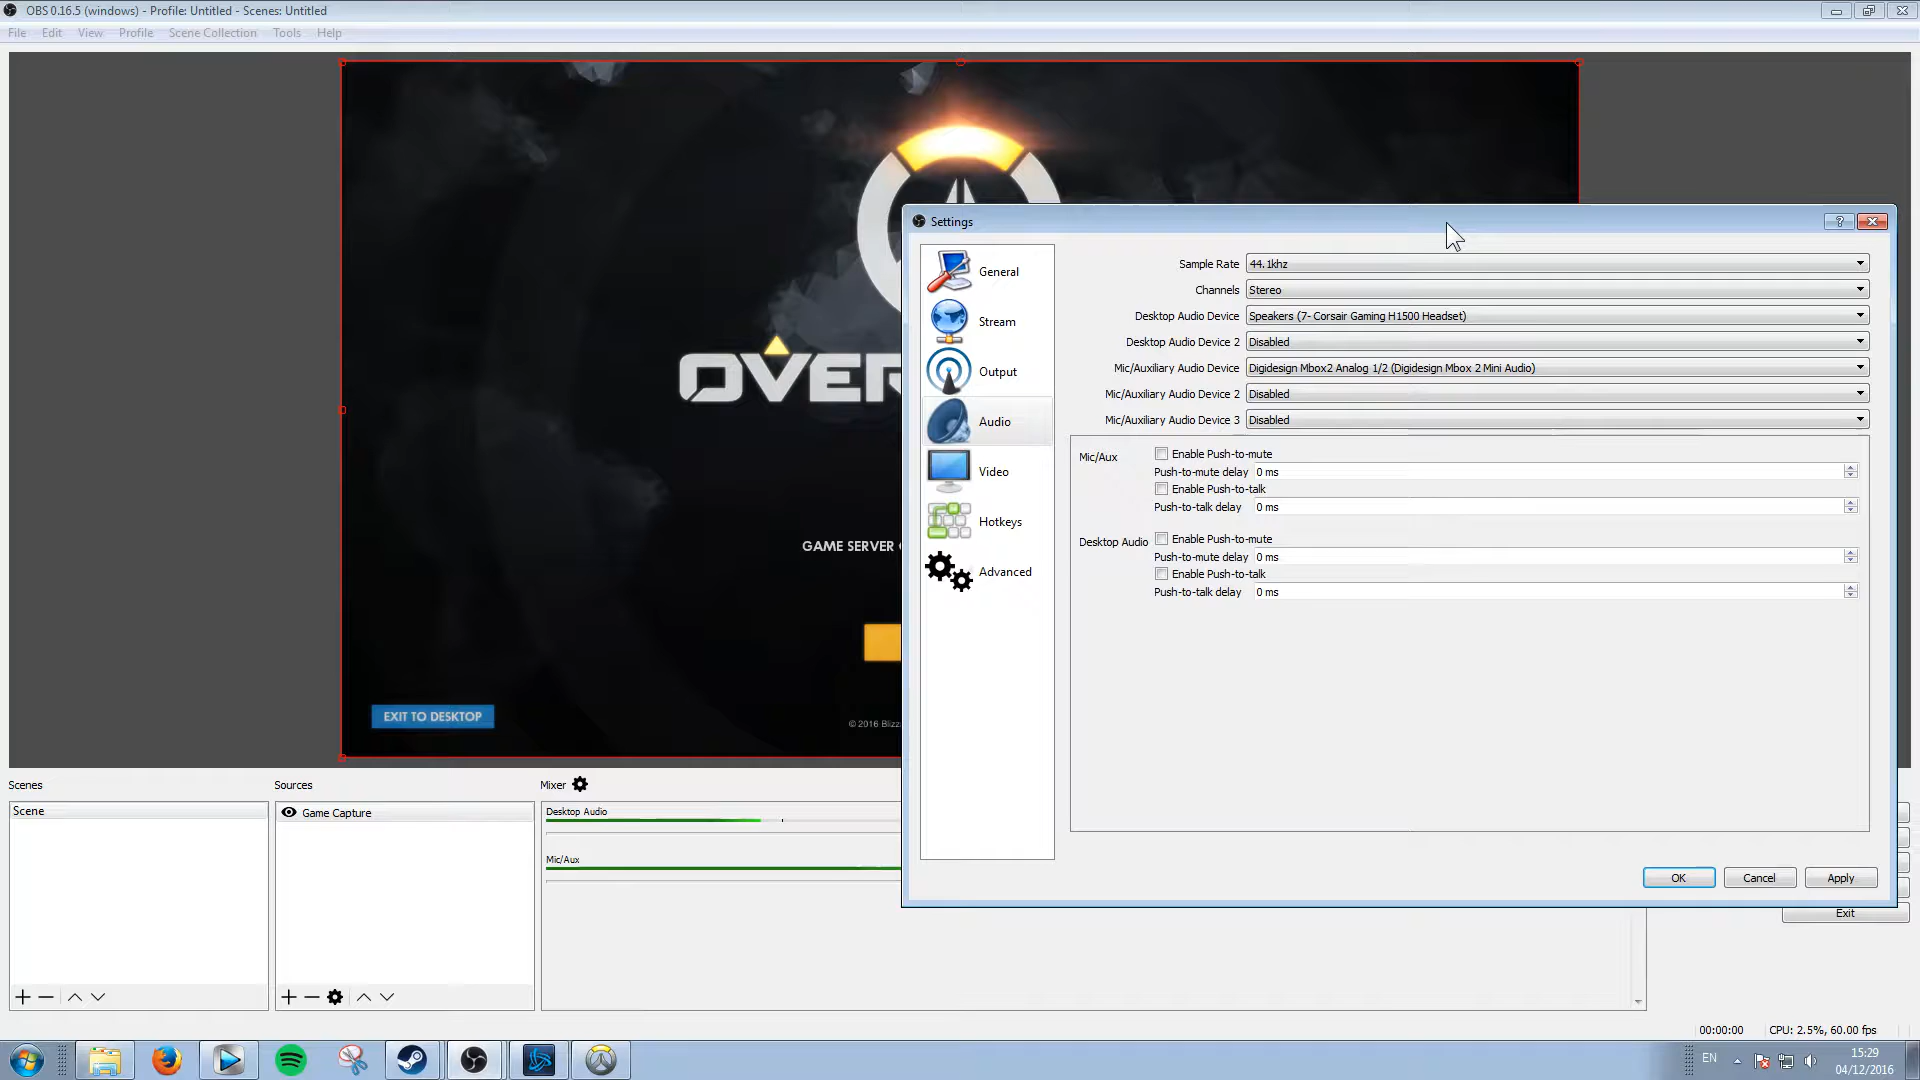 OBS 0.16.5 (windows) - Profile: Untitled - Scenes: Untitled
File Edit View Profile Scene Collection Tools Help
OVER
GAME SERVER
EXIT TO DESKTOP
© 2016 Bliz
Settings
General
Stream
Output
Audio
Video
Hotkeys
Advanced
Sample Rate 44.1khz
Channels Stereo
Desktop Audio Device Speakers (7- Corsair Gaming H1500 Headset)
Desktop Audio Device 2 Disabled
Mic/Auxiliary Audio Device Digidesign Mbox2 Analog 1/2 (Digidesign Mbox 2 Mini Audio)
Mic/Auxiliary Audio Device 2 Disabled
Mic/Auxiliary Audio Device 3 Disabled
Mic/Aux Enable Push-to-mute
Push-to-mute delay 0 ms
Enable Push-to-talk
Push-to-talk delay 0 ms
Desktop Audio Enable Push-to-mute
Push-to-mute delay 0 ms
Enable Push-to-talk
Push-to-talk delay 0 ms
OK Cancel Apply
Exit
Scenes
Scene
Sources
Game Capture
Mixer
Desktop Audio
Mic/Aux
00:00:00 CPU: 2.5%, 60.00 fps
EN
15:29
04/12/2016